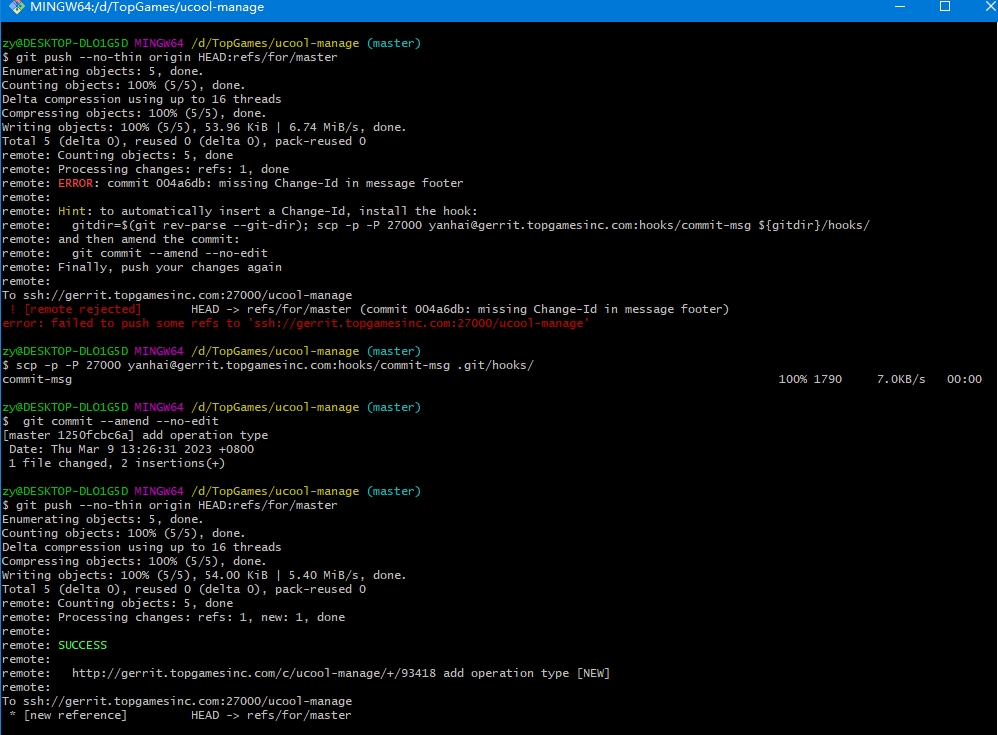 MINGW64:/d/TopGames/ucool-manage
zy@DESKTOP-DLO1G5D MINGW64 /d/TopGames/ucool-manage (master)
$ git push --no-thin origin HEAD:refs/for/master
Enumerating objects: 5, done.
Counting objects: 100% (5/5), done.
Delta compression using up to 16 threads
Compressing objects: 100% (5/5), done.
Writing objects: 100% (5/5), 53.96 KiB | 6.74 MiB/s, done.
Total 5 (delta 0), reused 0 (delta 0), pack-reused 0
remote: Counting objects: 5, done
remote: Processing changes: refs: 1, done
remote: ERROR: commit 004a6db: missing Change-Id in message footer
remote:
remote: Hint: to automatically insert a Change-Id, install the hook:
remote:   gitdir=$(git rev-parse --git-dir); scp -p -P 27000 yanhai@gerrit.topgamesinc.com:hooks/commit-msg ${gitdir}/hooks/
remote: and then amend the commit:
remote:   git commit --amend --no-edit
remote: Finally, push your changes again
remote:
To ssh://gerrit.topgamesinc.com:27000/ucool-manage
 ! [remote rejected]       HEAD -> refs/for/master (commit 004a6db: missing Change-Id in message footer)
error: failed to push some refs to 'ssh://gerrit.topgamesinc.com:27000/ucool-manage'
zy@DESKTOP-DLO1G5D MINGW64 /d/TopGames/ucool-manage (master)
$ scp -p -P 27000 yanhai@gerrit.topgamesinc.com:hooks/commit-msg .git/hooks/
commit-msg                                                    100% 1790     7.0KB/s   00:00
zy@DESKTOP-DLO1G5D MINGW64 /d/TopGames/ucool-manage (master)
$  git commit --amend --no-edit
[master 1250fcbc6a] add operation type
 Date: Thu Mar 9 13:26:31 2023 +0800
 1 file changed, 2 insertions(+)
zy@DESKTOP-DLO1G5D MINGW64 /d/TopGames/ucool-manage (master)
$ git push --no-thin origin HEAD:refs/for/master
Enumerating objects: 5, done.
Counting objects: 100% (5/5), done.
Delta compression using up to 16 threads
Compressing objects: 100% (5/5), done.
Writing objects: 100% (5/5), 54.00 KiB | 5.40 MiB/s, done.
Total 5 (delta 0), reused 0 (delta 0), pack-reused 0
remote: Counting objects: 5, done
remote: Processing changes: refs: 1, new: 1, done
remote:
remote: SUCCESS
remote:
remote:   http://gerrit.topgamesinc.com/c/ucool-manage/+/93418 add operation type [NEW]
remote:
To ssh://gerrit.topgamesinc.com:27000/ucool-manage
 * [new reference]         HEAD -> refs/for/master